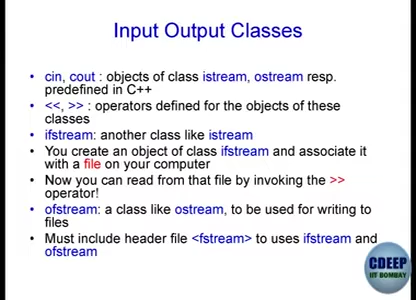 Input Output Classes
• cin, cout : objects of class istream, ostream resp.
predefined in C++
• <<, >> : operators defined for the objects of these
classes
• ifstream: another class like istream
• You create an object of class ifstream and associate it
with a file on your computer
• Now you can read from that file by invoking the >>
operator!
• ofstream: a class like ostream, to be used for writing to
files
• Must include header file <fstream> to uses ifstream and
ofstream
CDEEP
IIT BOMBAY